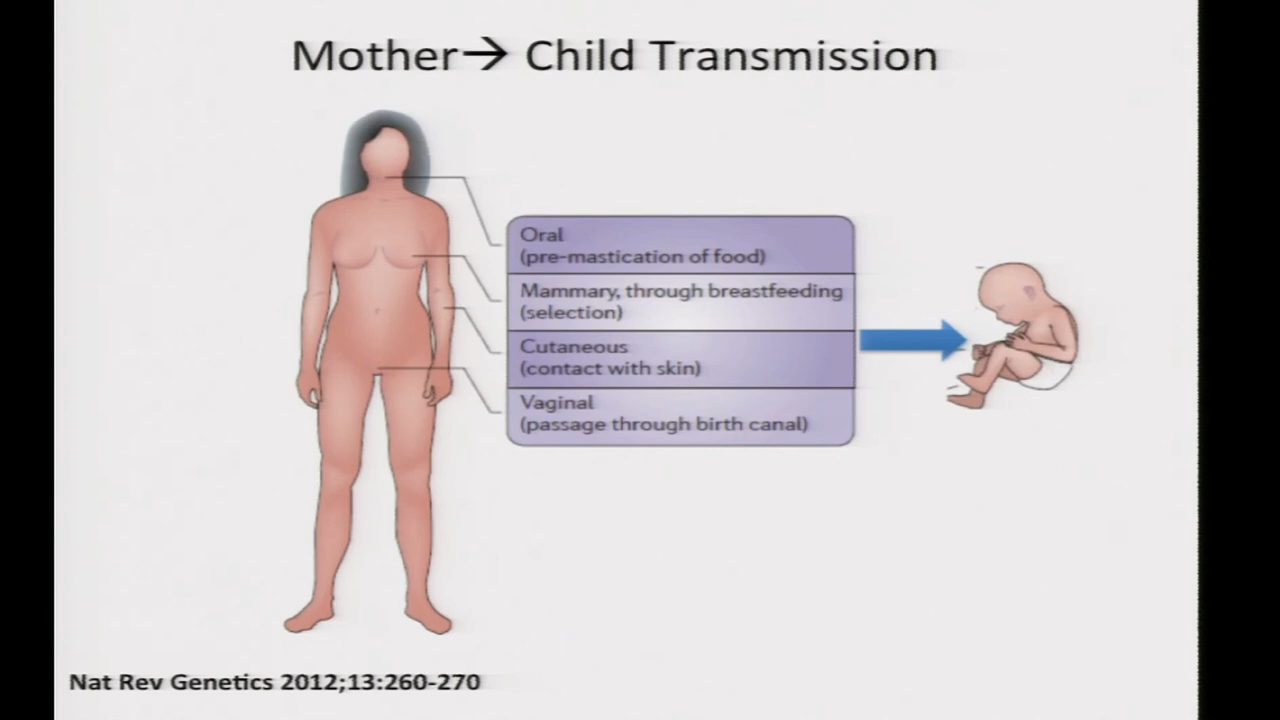 Mother→ Child Transmission
Oral
(pre-mastication of food)
Mammary, through breastfeeding
(selection)
Cutaneous
(contact with skin)
Vaginal
(passage through birth canal)
Nat Rev Genetics 2012;13:260-270